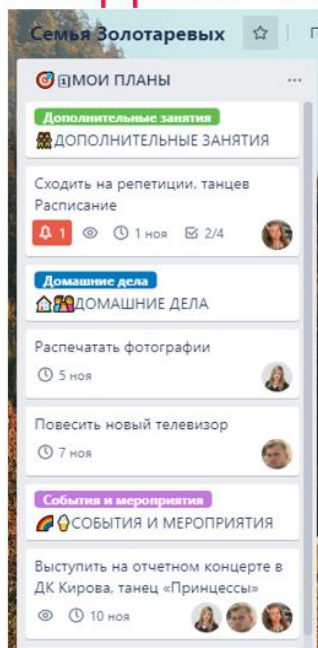 Семья Золотаревых
МОИ ПЛАНЫ
Дополнительные занятия
ДОПОЛНИТЕЛЬНЫЕ ЗАНЯТИЯ
Сходить на репетиции. танцев
Расписание
1 1 ноя 2/4
Домашние дела
ДОМАШНИЕ ДЕЛА
Распечатать фотографии
5 ноя
Повесить новый телевизор
7 ноя
События и мероприятия
СОБЫТИЯ И МЕРОПРИЯТИЯ
Выступить на отчетном концерте в
ДК Кирова, танец «Принцессы»
10 ноя